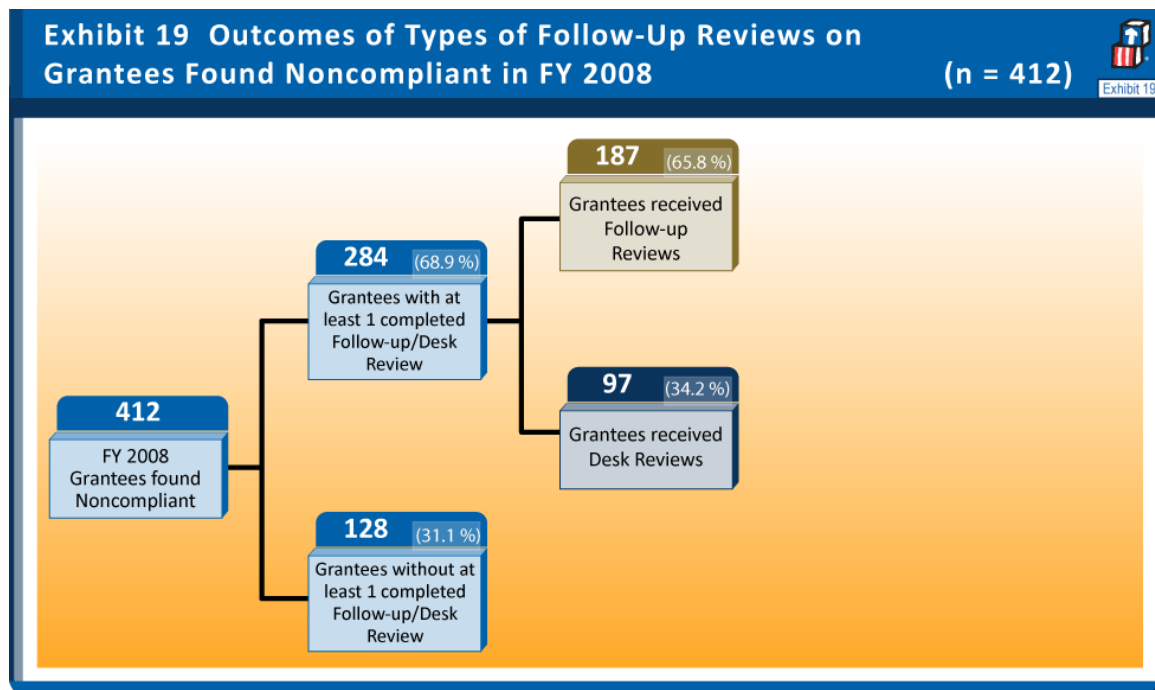 Exhibit 19 Outcomes of Types of Follow-Up Reviews on
Grantees Found Noncompliant in FY 2008 (n = 412)
Exhibit 19
412
FY 2008
Grantees found
Noncompliant
284 (68.9 %)
Grantees with at
least 1 completed
Follow-up/Desk
Review
128 (31.1 %)
Grantees without at
least 1 completed
Follow-up/Desk
Review
187 (65.8 %)
Grantees received
Follow-up
Reviews
97 (34.2 %)
Grantees received
Desk Reviews